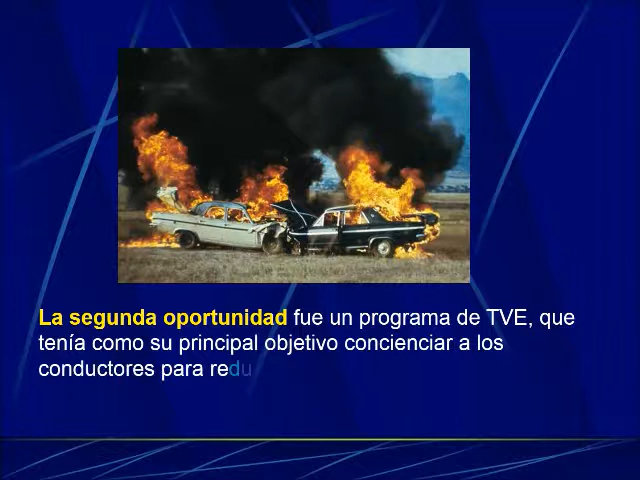 La segunda oportunidad fue un programa de TVE, que
tenía como su principal objetivo concienciar a los
conductores para redu